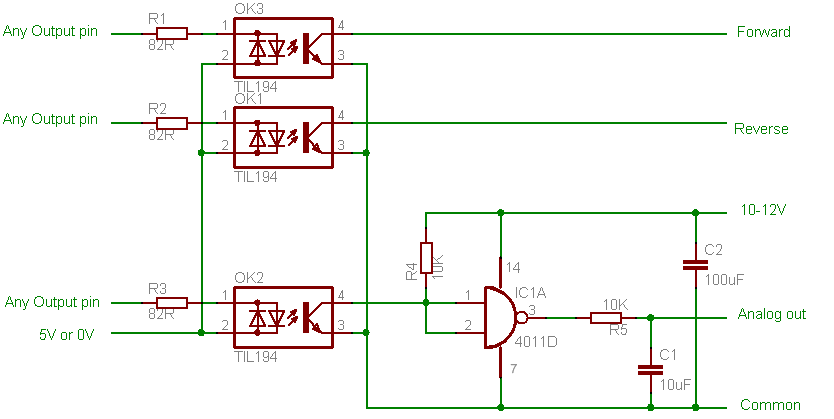 OK3
R1
Any Output pin
82R
1
2
4
3
Forward
TIL194
OK1
R2
Any Output pin
82R
1
2
4
3
Reverse
TIL194
10-12V
R4
10K
14
C2
100uF
OK2
R3
Any Output pin
82R
1
2
4
3
5V or 0V
TIL194
IC1A
1
2
3
4011D
7
10K
R5
Analog out
C1
10uF
Common